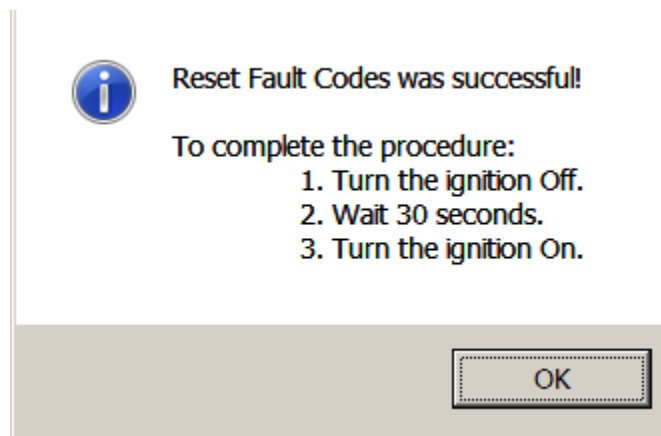 Reset Fault Codes was successful!
To complete the procedure:
1. Turn the ignition Off.
2. Wait 30 seconds.
3. Turn the ignition On.
OK